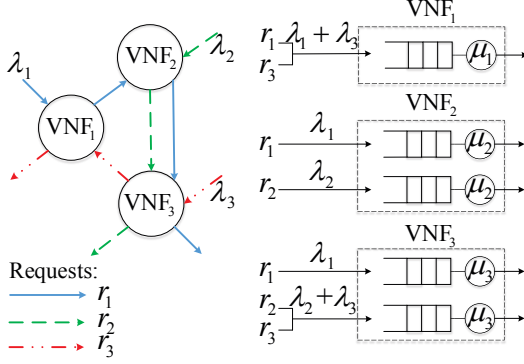 λ₁
VNF₁
VNF₂
λ₂
VNF₃
λ₃
Requests:
r₁
r₂
r₃
VNF₁
r₁ λ₁ + λ₃
r₃
μ₁
VNF₂
r₁ λ₁
μ₂
r₂ λ₂
μ₂
VNF₃
r₁ λ₁
μ₃
r₂ λ₂+λ₃
r₃
μ₃